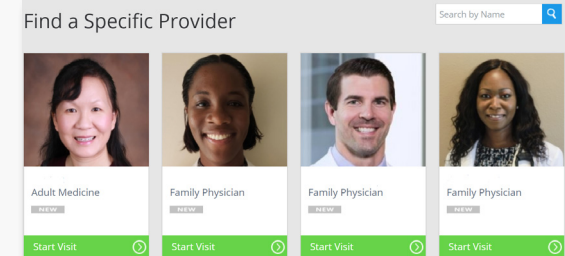 Find a Specific Provider
Search by Name
Adult Medicine
NEW
Start Visit
Family Physician
NEW
Start Visit
Family Physician
NEW
Start Visit
Family Physician
NEW
Start Visit